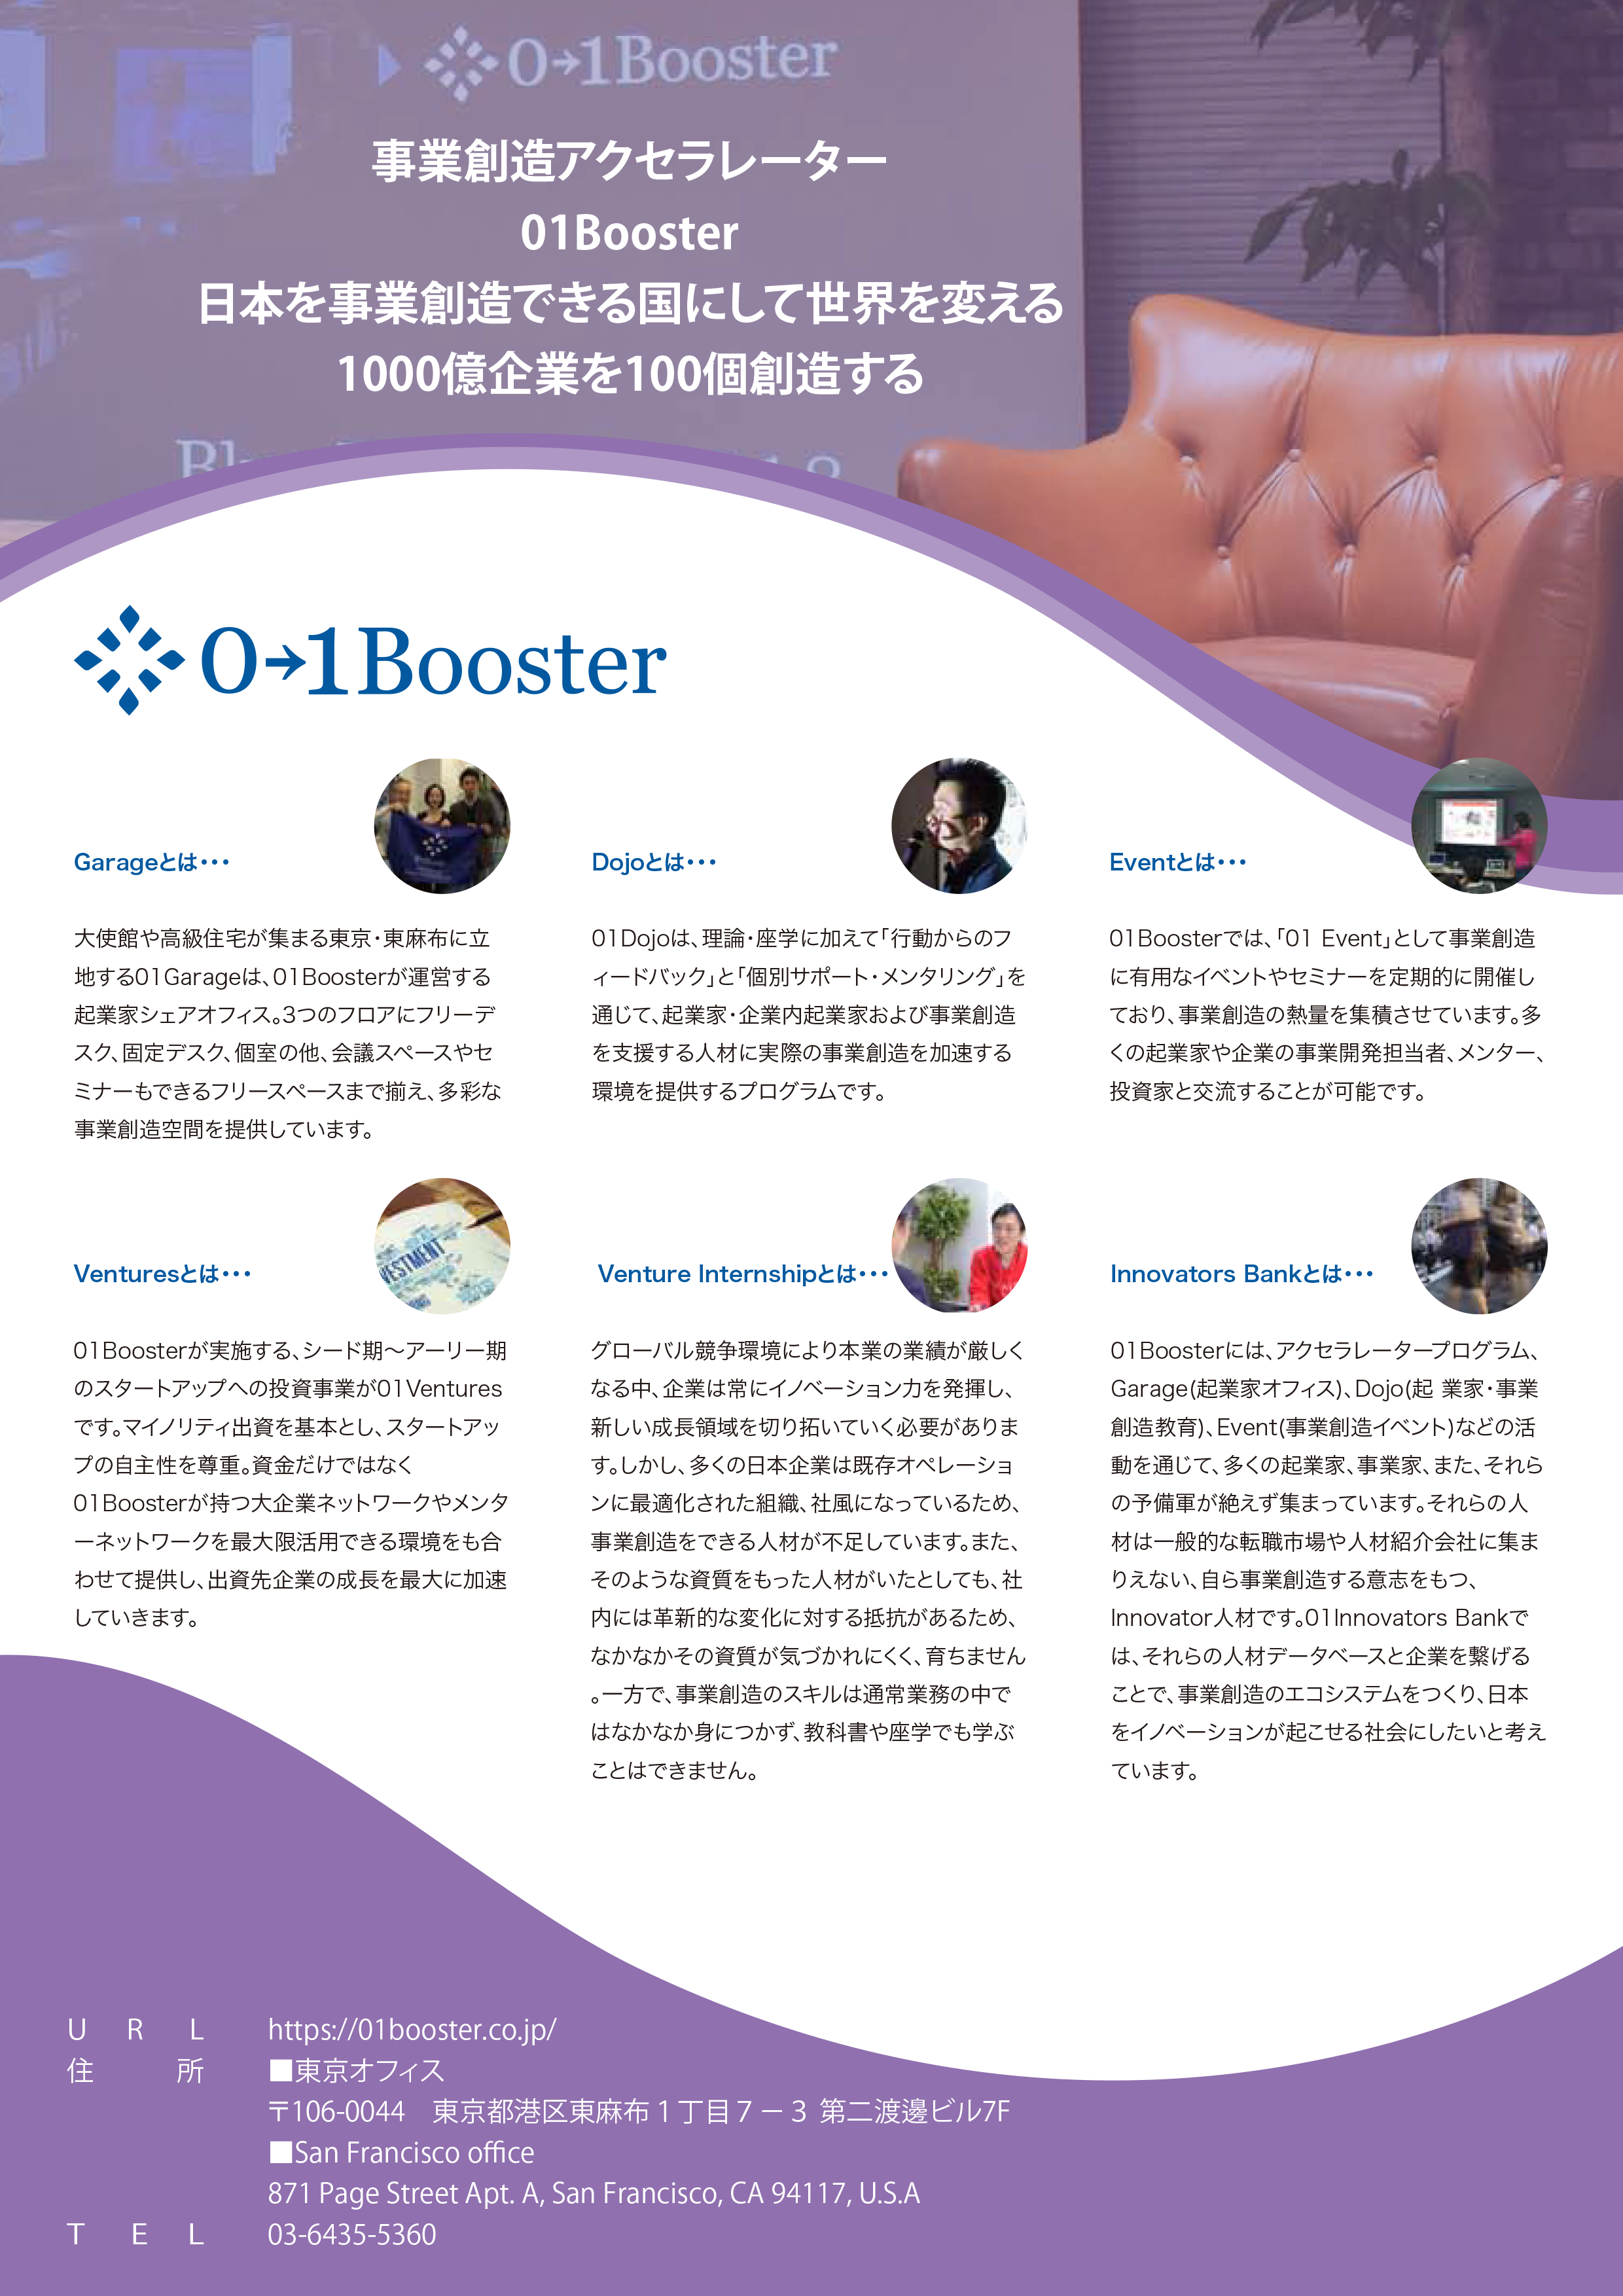 0→1Booster
事業創造アクセラレーター
01Booster
日本を事業創造できる国にして世界を変える
1000億企業を100個創造する
0→1Booster
Garageとは・・・
大使館や高級住宅が集まる東京・東麻布に立
地する01Garageは、01Boosterが運営する
起業家シェアオフィス。3つのフロアにフリーデ
スク、固定デスク、個室の他、会議スペースやセ
ミナーもできるフリースペースまで揃え、多彩な
事業創造空間を提供しています。
Dojoとは・・・
01Dojoは、理論・座学に加えて「行動からのフ
ィードバック」と「個別サポート・メンタリング」を
通じて、起業家・企業内起業家および事業創造
を支援する人材に実際の事業創造を加速する
環境を提供するプログラムです。
Eventとは・・・
01Boosterでは、「01 Event」として事業創造
に有用なイベントやセミナーを定期的に開催し
ており、事業創造の熱量を集積させています。多
くの起業家や企業の事業開発担当者、メンター、
投資家と交流することが可能です。
Venturesとは・・・
VESTMENT
01Boosterが実施する、シード期〜アーリー期
のスタートアップへの投資事業が01Ventures
です。マイノリティ出資を基本とし、スタートアッ
プの自主性を尊重。資金だけではなく
01Boosterが持つ大企業ネットワークやメンタ
ーネットワークを最大限活用できる環境をも合
わせて提供し、出資先企業の成長を最大に加速
していきます。
Venture Internshipとは・・・
グローバル競争環境により本業の業績が厳しく
なる中、企業は常にイノベーション力を発揮し、
新しい成長領域を切り拓いていく必要がありま
す。しかし、多くの日本企業は既存オペレーショ
ンに最適化された組織、社風になっているため、
事業創造をできる人材が不足しています。また、
そのような資質をもった人材がいたとしても、社
内には革新的な変化に対する抵抗があるため、
なかなかその資質が気づかれにくく、育ちません
。一方で、事業創造のスキルは通常業務の中で
はなかなか身につかず、教科書や座学でも学ぶ
ことはできません。
Innovators Bankとは・・・
01Boosterには、アクセラレータープログラム、
Garage(起業家オフィス)、Dojo(起 業家・事業
創造教育)、Event(事業創造イベント)などの活
動を通じて、多くの起業家、事業家、また、それら
の予備軍が絶えず集まっています。それらの人
材は一般的な転職市場や人材紹介会社に集ま
りえない、自ら事業創造する意志をもつ、
Innovator人材です。01Innovators Bankで
は、それらの人材データベースと企業を繋げる
ことで、事業創造のエコシステムをつくり、日本
をイノベーションが起こせる社会にしたいと考え
ています。
URL https://01booster.co.jp/
住所 ■東京オフィス
〒106-0044 東京都港区東麻布１丁目７－３ 第二渡邊ビル7F
■San Francisco office
871 Page Street Apt. A, San Francisco, CA 94117, U.S.A
TEL 03-6435-5360